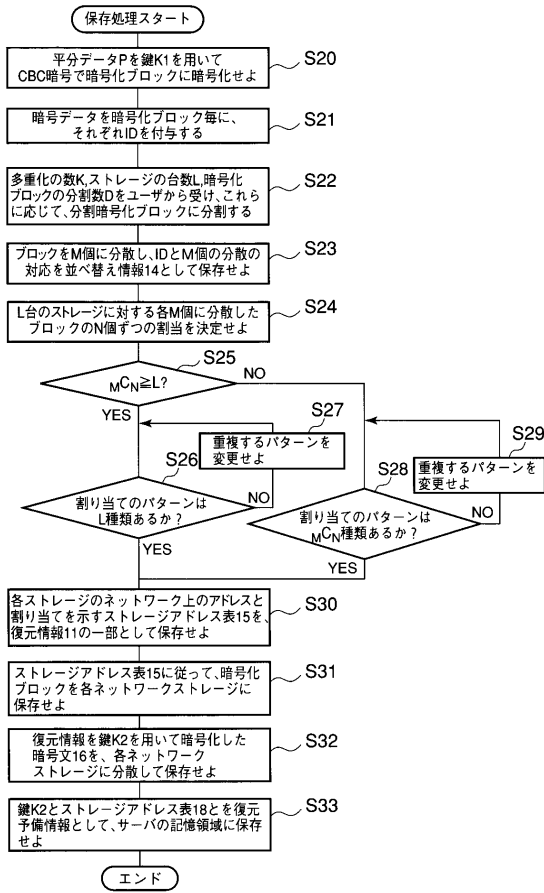 保存処理スタート
平分データPを鍵K1を用いて
CBC暗号で暗号化ブロックに暗号化せよ
S20
暗号データを暗号化ブロック毎に、
それぞれIDを付与する
S21
多重化の数K,ストレージの台数L,暗号化
ブロックの分割数Dをユーザから受け、これら
に応じて、分割暗号化ブロックに分割する
S22
ブロックをM個に分散し、IDとM個の分散の
対応を並べ替え情報14として保存せよ
S23
L台のストレージに対する各M個に分散した
ブロックのN個ずつの割当を決定せよ
S24
MCN≧L?
S25
NO
YES
重複するパターンを
変更せよ
S27
重複するパターンを
変更せよ
S29
割り当てのパターンは
L種類あるか?
S26
NO
YES
割り当てのパターンは
MCN種類あるか?
S28
NO
YES
各ストレージのネットワーク上のアドレスと
割り当てを示すストレージアドレス表15を、
復元情報11の一部として保存せよ
S30
ストレージアドレス表15に従って、暗号化
ブロックを各ネットワークストレージに
保存せよ
S31
復元情報を鍵K2を用いて暗号化した
暗号文16を、各ネットワーク
ストレージに分散して保存せよ
S32
鍵K2とストレージアドレス表18とを復元
予備情報として、サーバの記憶領域に保存
せよ
S33
エンド